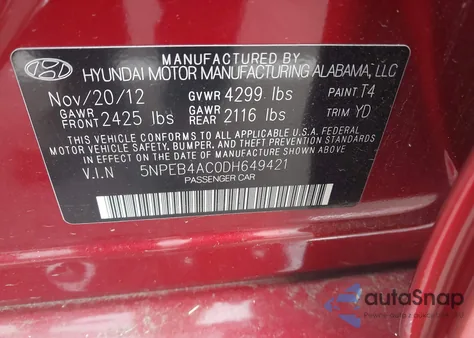 MANUFACTURED BY
HYUNDAI MOTOR MANUFACTURING ALABAMA, LLC
Nov/20/12 GVWR 4299 lbs PAINT T4
GAWR FRONT 2425 lbs GAWR REAR 2116 lbs TRIM YD
THIS VEHICLE CONFORMS TO ALL APPLICABLE U.S.A. FEDERAL
MOTOR VEHICLE SAFETY, BUMPER, AND THEFT PREVENTION
STANDARDS IN EFFECT ON THE DATE OF MANUFACTURE SHOWN ABOVE.
V.I.N 5NPEB4AC0DH649421
PASSENGER CAR
autoSnap